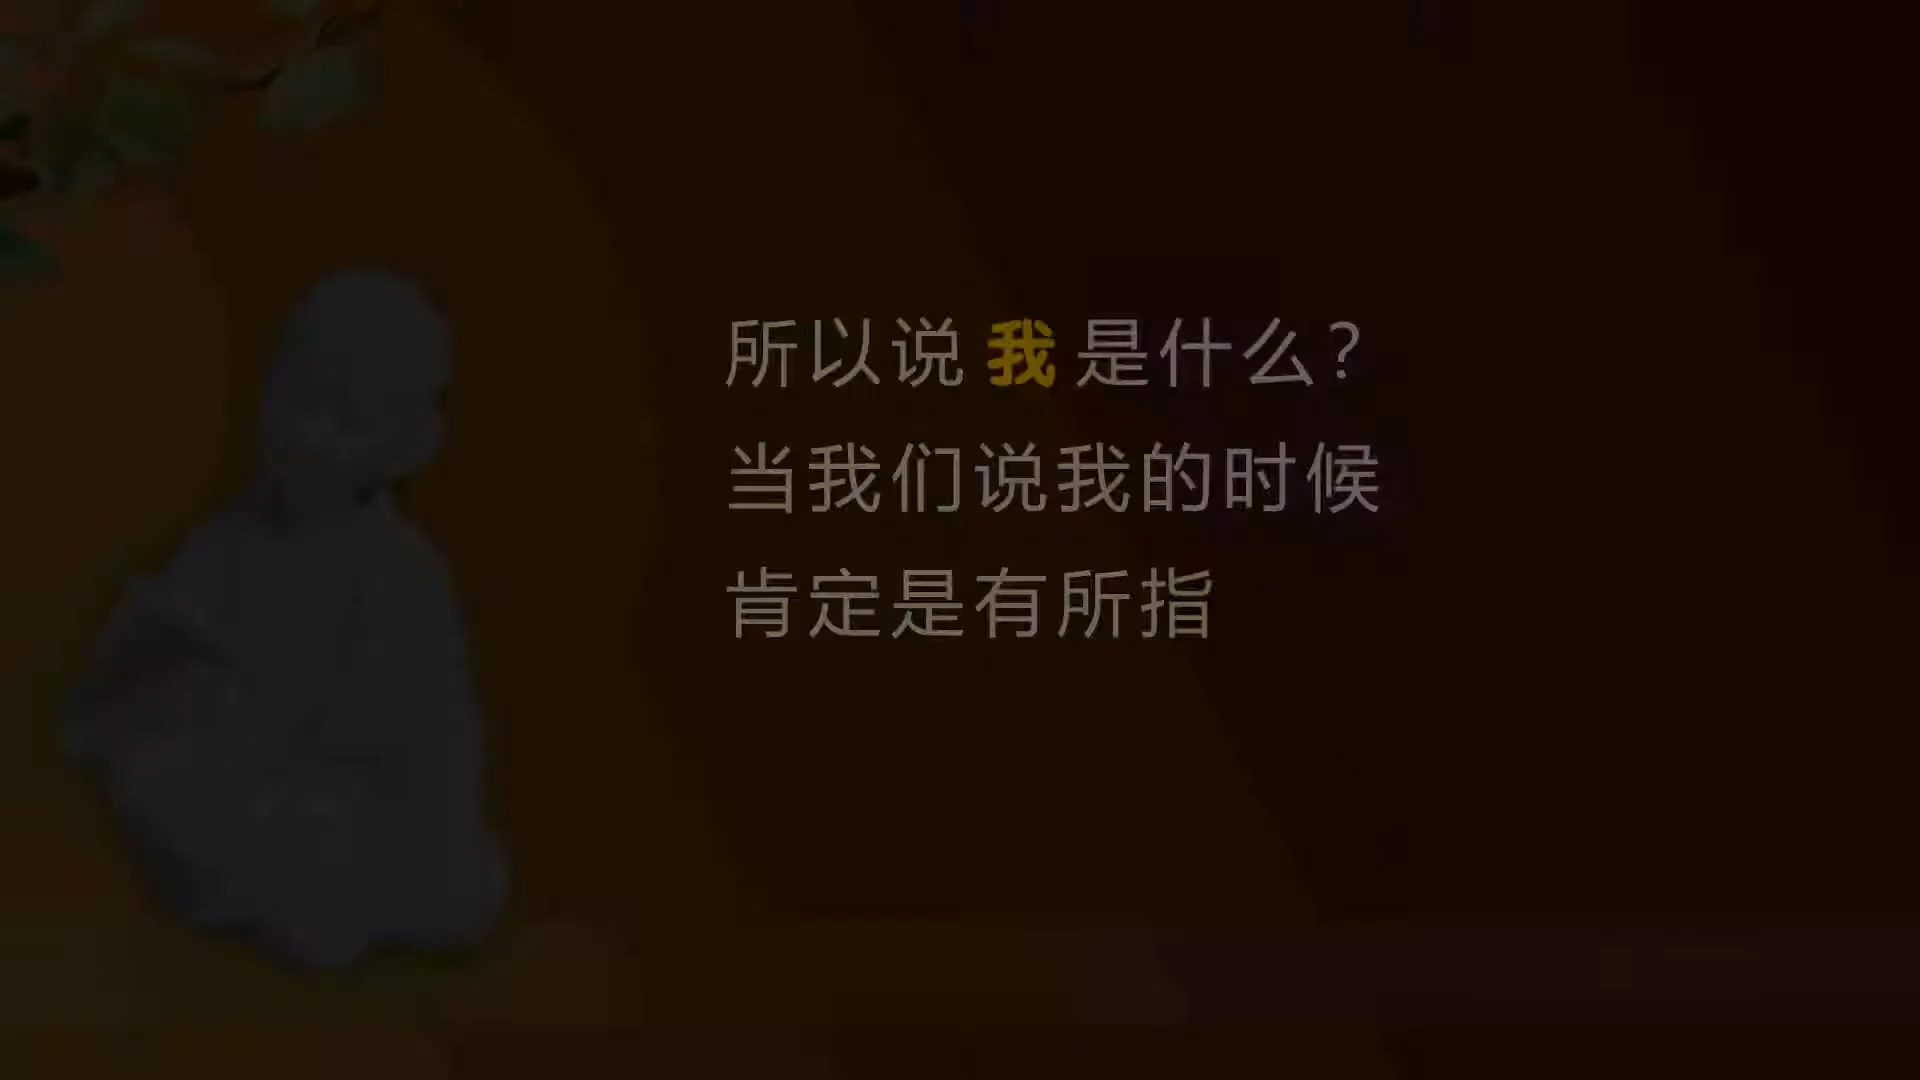 所以说 我 是什么？
当我们说我的时候
肯定是有所指